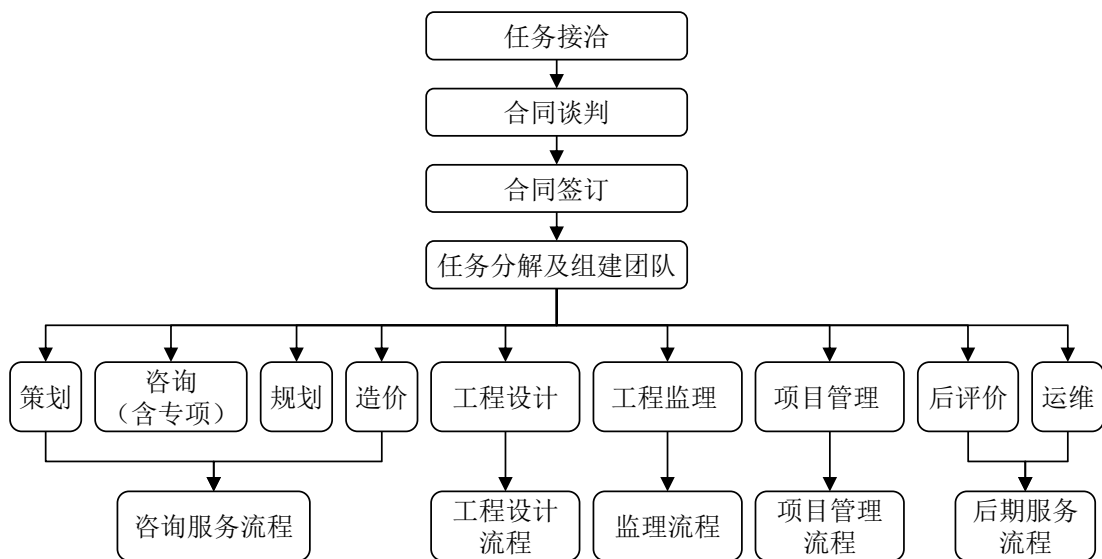 任务接洽
合同谈判
合同签订
任务分解及组建团队
策划
咨询
（含专项）
规划
造价
工程设计
工程监理
项目管理
后评价
运维
咨询服务流程
工程设计
流程
监理流程
项目管理
流程
后期服务
流程